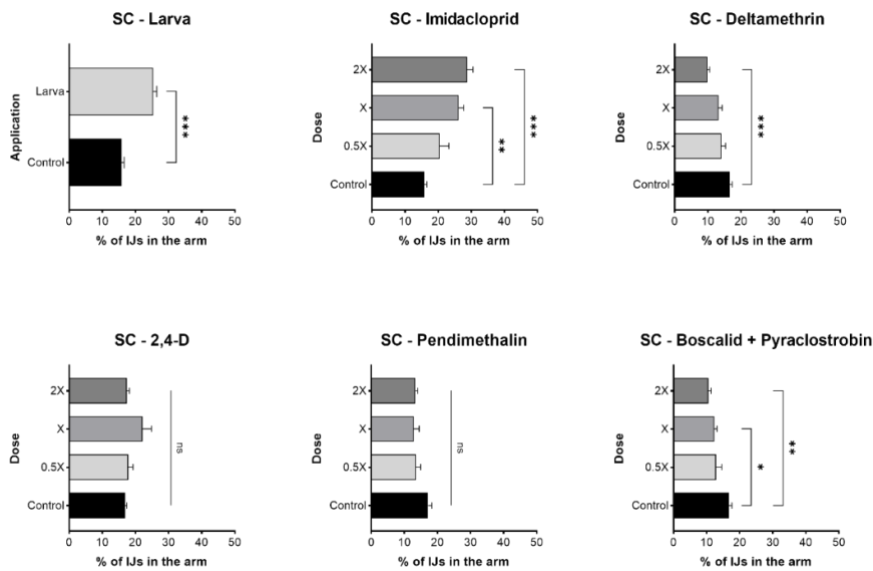 SC - Larva
Application
Larva
Control
***
0 10 20 30 40 50
% of IJs in the arm
SC - Imidacloprid
Dose
2X
X
0.5X
Control
**
***
0 10 20 30 40 50
% of IJs in the arm
SC - Deltamethrin
Dose
2X
X
0.5X
Control
***
0 10 20 30 40 50
% of IJs in the arm
SC - 2,4-D
Dose
2X
X
0.5X
Control
ns
0 10 20 30 40 50
% of IJs in the arm
SC - Pendimethalin
Dose
2X
X
0.5X
Control
ns
0 10 20 30 40 50
% of IJs in the arm
SC - Boscalid + Pyraclostrobin
Dose
2X
X
0.5X
Control
*
**
0 10 20 30 40 50
% of IJs in the arm